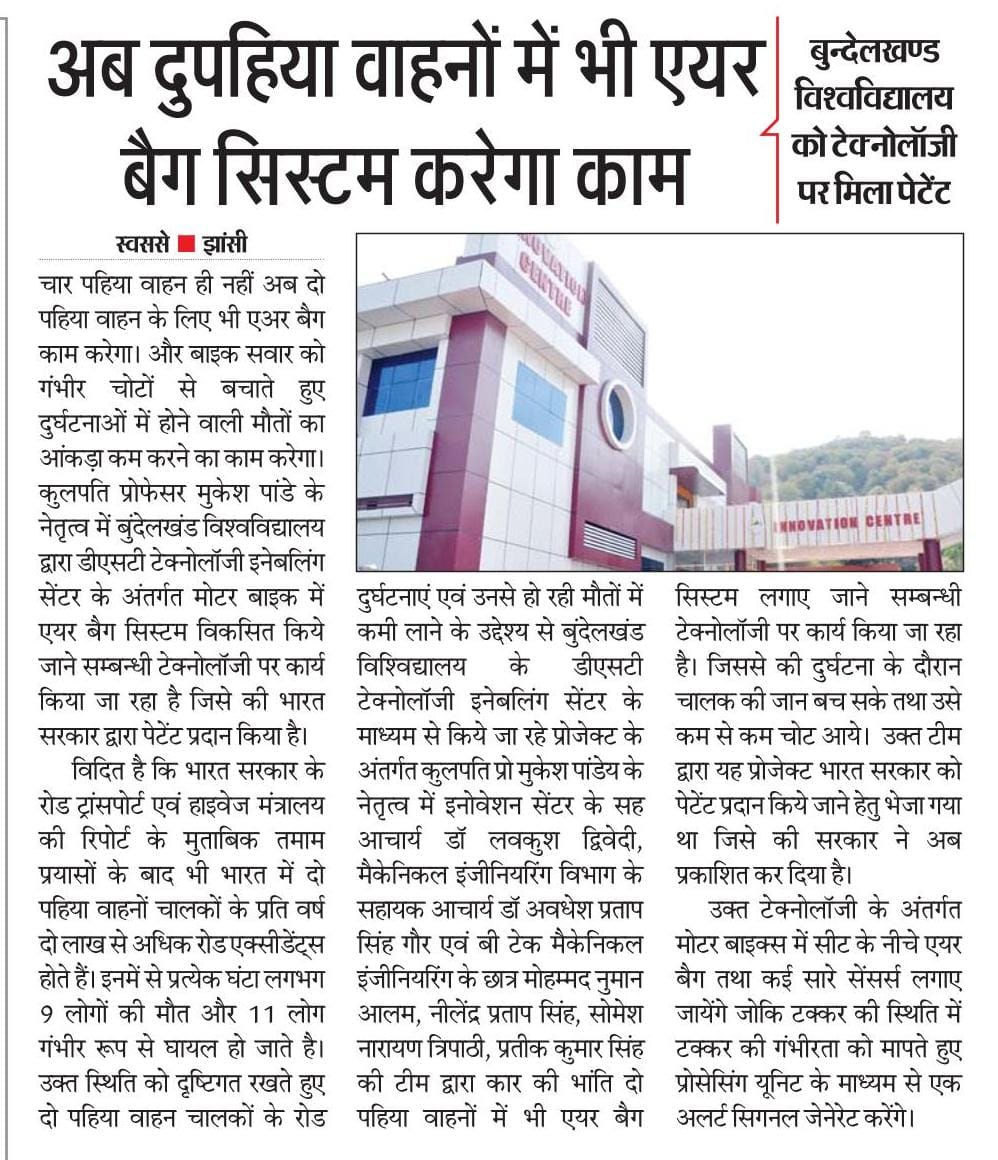 अब दुपहिया वाहनों में भी एयर
बैग सिस्टम करेगा काम
बुन्देलखण्ड
विश्वविद्यालय
को टेक्नोलॉजी
पर मिला पेटेंट
स्वससे ■ झांसी
चार पहिया वाहन ही नहीं अब दो
पहिया वाहन के लिए भी एअर बैग
काम करेगा। और बाइक सवार को
गंभीर चोटों से बचाते हुए
दुर्घटनाओं में होने वाली मौतों का
आंकड़ा कम करने का काम करेगा।
कुलपति प्रोफेसर मुकेश पांडे के
नेतृत्व में बुंदेलखंड विश्वविद्यालय
द्वारा डीएसटी टेक्नोलॉजी इनेबलिंग
सेंटर के अंतर्गत मोटर बाइक में
एयर बैग सिस्टम विकसित किये
जाने सम्बन्धी टेक्नोलॉजी पर कार्य
किया जा रहा है जिसे की भारत
सरकार द्वारा पेटेंट प्रदान किया है।
विदित है कि भारत सरकार के
रोड ट्रांसपोर्ट एवं हाइवेज मंत्रालय
की रिपोर्ट के मुताबिक तमाम
प्रयासों के बाद भी भारत में दो
पहिया वाहनों चालकों के प्रति वर्ष
दो लाख से अधिक रोड एक्सीडेंट्स
होते हैं। इनमें से प्रत्येक घंटा लगभग
9 लोगों की मौत और 11 लोग
गंभीर रूप से घायल हो जाते है।
उक्त स्थिति को दृष्टिगत रखते हुए
दो पहिया वाहन चालकों के रोड
NOVATION
CENTRE
INNOVATION CENTRE
दुर्घटनाएं एवं उनसे हो रही मौतों में
कमी लाने के उद्देश्य से बुंदेलखंड
विश्विद्यालय के डीएसटी
टेक्नोलॉजी इनेबलिंग सेंटर के
माध्यम से किये जा रहे प्रोजेक्ट के
अंतर्गत कुलपति प्रो मुकेश पांडेय के
नेतृत्व में इनोवेशन सेंटर के सह
आचार्य डॉ लवकुश द्विवेदी,
मैकेनिकल इंजीनियरिंग विभाग के
सहायक आचार्य डॉ अवधेश प्रताप
सिंह गौर एवं बी टेक मैकेनिकल
इंजीनियरिंग के छात्र मोहम्मद नुमान
आलम, नीलेंद्र प्रताप सिंह, सोमेश
नारायण त्रिपाठी, प्रतीक कुमार सिंह
की टीम द्वारा कार की भांति दो
पहिया वाहनों में भी एयर बैग
सिस्टम लगाए जाने सम्बन्धी
टेक्नोलॉजी पर कार्य किया जा रहा
है। जिससे की दुर्घटना के दौरान
चालक की जान बच सके तथा उसे
कम से कम चोट आये। उक्त टीम
द्वारा यह प्रोजेक्ट भारत सरकार को
पेटेंट प्रदान किये जाने हेतु भेजा गया
था जिसे की सरकार ने अब
प्रकाशित कर दिया है।
उक्त टेक्नोलॉजी के अंतर्गत
मोटर बाइक्स में सीट के नीचे एयर
बैग तथा कई सारे सेंसर्स लगाए
जायेंगे जोकि टक्कर की स्थिति में
टक्कर की गंभीरता को मापते हुए
प्रोसेसिंग यूनिट के माध्यम से एक
अलर्ट सिगनल जेनेरेट करेंगे।